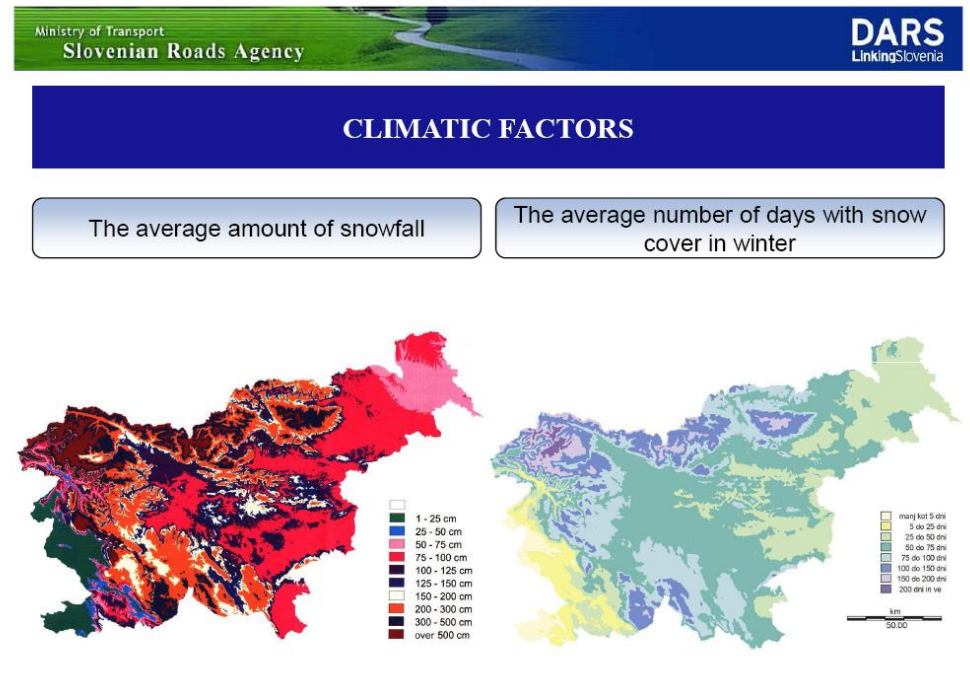 Ministry of Transport
Slovenian Roads Agency
DARS
LinkingSlovenia
CLIMATIC FACTORS
The average amount of snowfall
The average number of days with snow
cover in winter
1 - 25 cm
25 - 50 cm
50 - 75 cm
75 - 100 cm
100 - 125 cm
125 - 150 cm
150 - 200 cm
200 - 300 cm
300 - 500 cm
over 500 cm
manj kot 5 dni
5 do 25 dni
25 do 50 dni
50 do 75 dni
75 do 100 dni
100 do 150 dni
150 do 200 dni
200 dni in ve
km
50.00